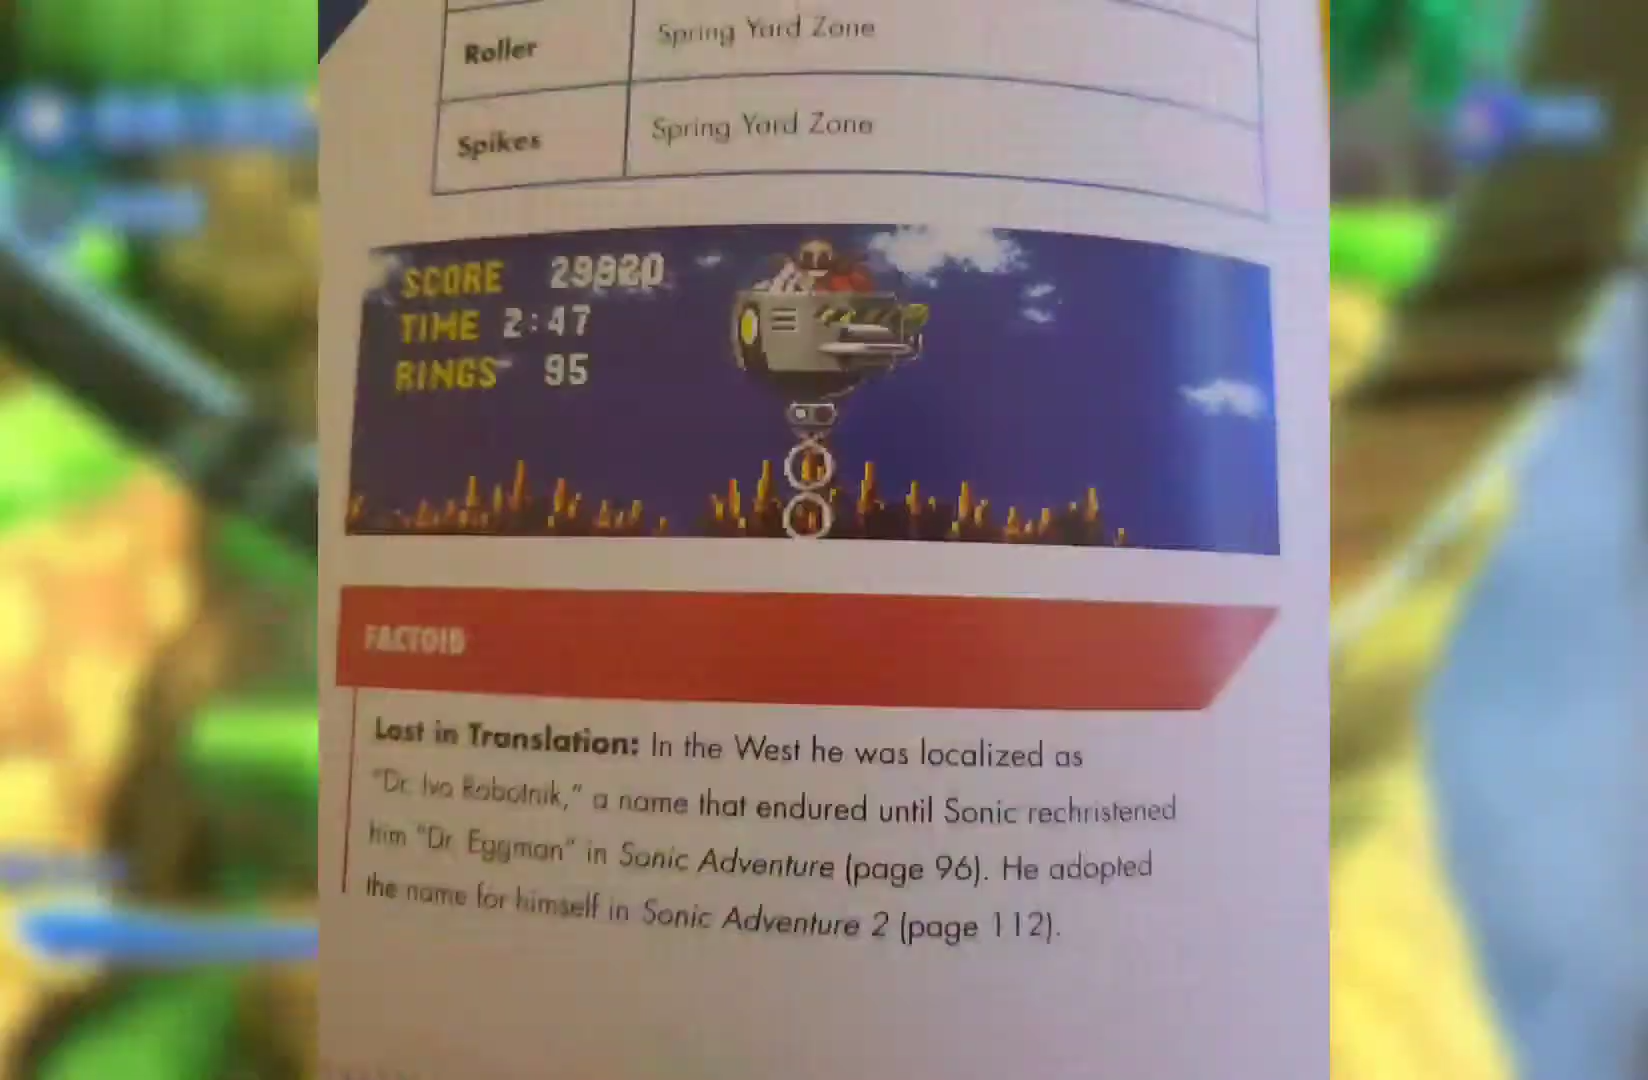 Roller Spring Yard Zone
Spikes Spring Yard Zone
SCORE 29820
TIME 2:47
RINGS 95
FACTOID
Lost in Translation: In the West he was localized as
"Dr. Ivo Robotnik," a name that endured until Sonic rechristened
him "Dr. Eggman" in Sonic Adventure (page 96). He adopted
the name for himself in Sonic Adventure 2 (page 112).